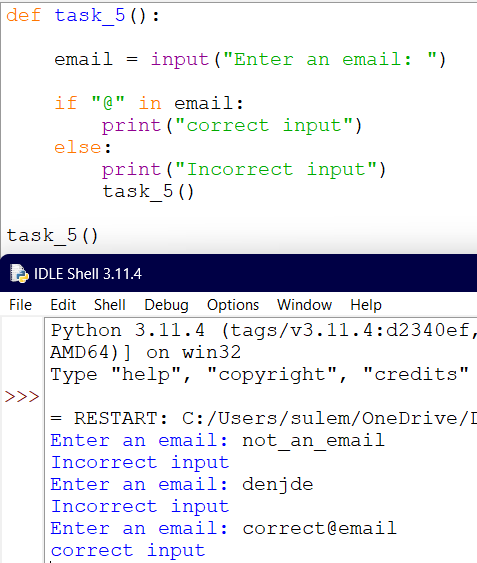 def task_5():
    email = input("Enter an email: ")
    if "@" in email:
        print("correct input")
    else:
        print("Incorrect input")
        task_5()
task_5()
IDLE Shell 3.11.4
File Edit Shell Debug Options Window Help
Python 3.11.4 (tags/v3.11.4:d2340ef,
AMD64)] on win32
Type "help", "copyright", "credits"
>>>
= RESTART: C:/Users/sulem/OneDrive/D
Enter an email: not_an_email
Incorrect input
Enter an email: denjde
Incorrect input
Enter an email: correct@email
correct input